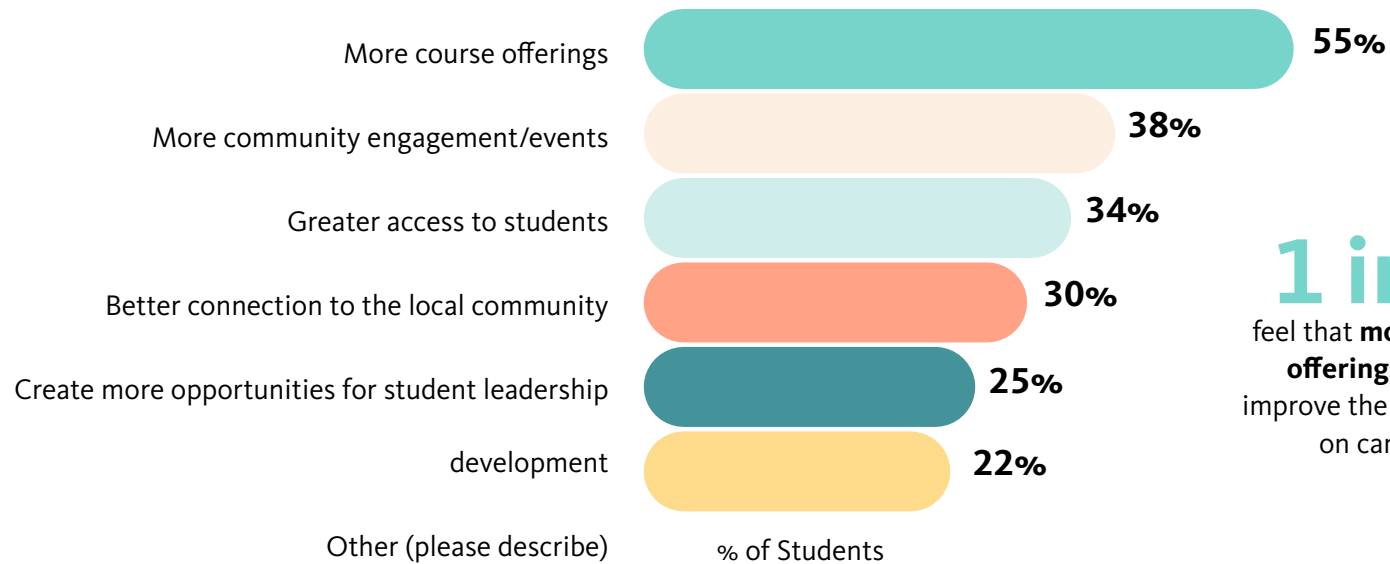 More course offerings 55%
More community engagement/events 38%
Greater access to students 34%
Better connection to the local community 30%
Create more opportunities for student leadership 25%
development 22%
Other (please describe)
% of Students
1
feel that
offering
improve the
on